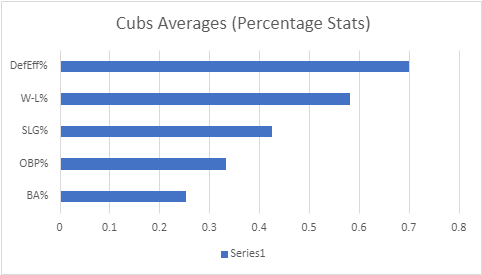 Cubs Averages (Percentage Stats)
DefEff%
W-L%
SLG%
OBP%
BA%
0 0.1 0.2 0.3 0.4 0.5 0.6 0.7 0.8
Series1